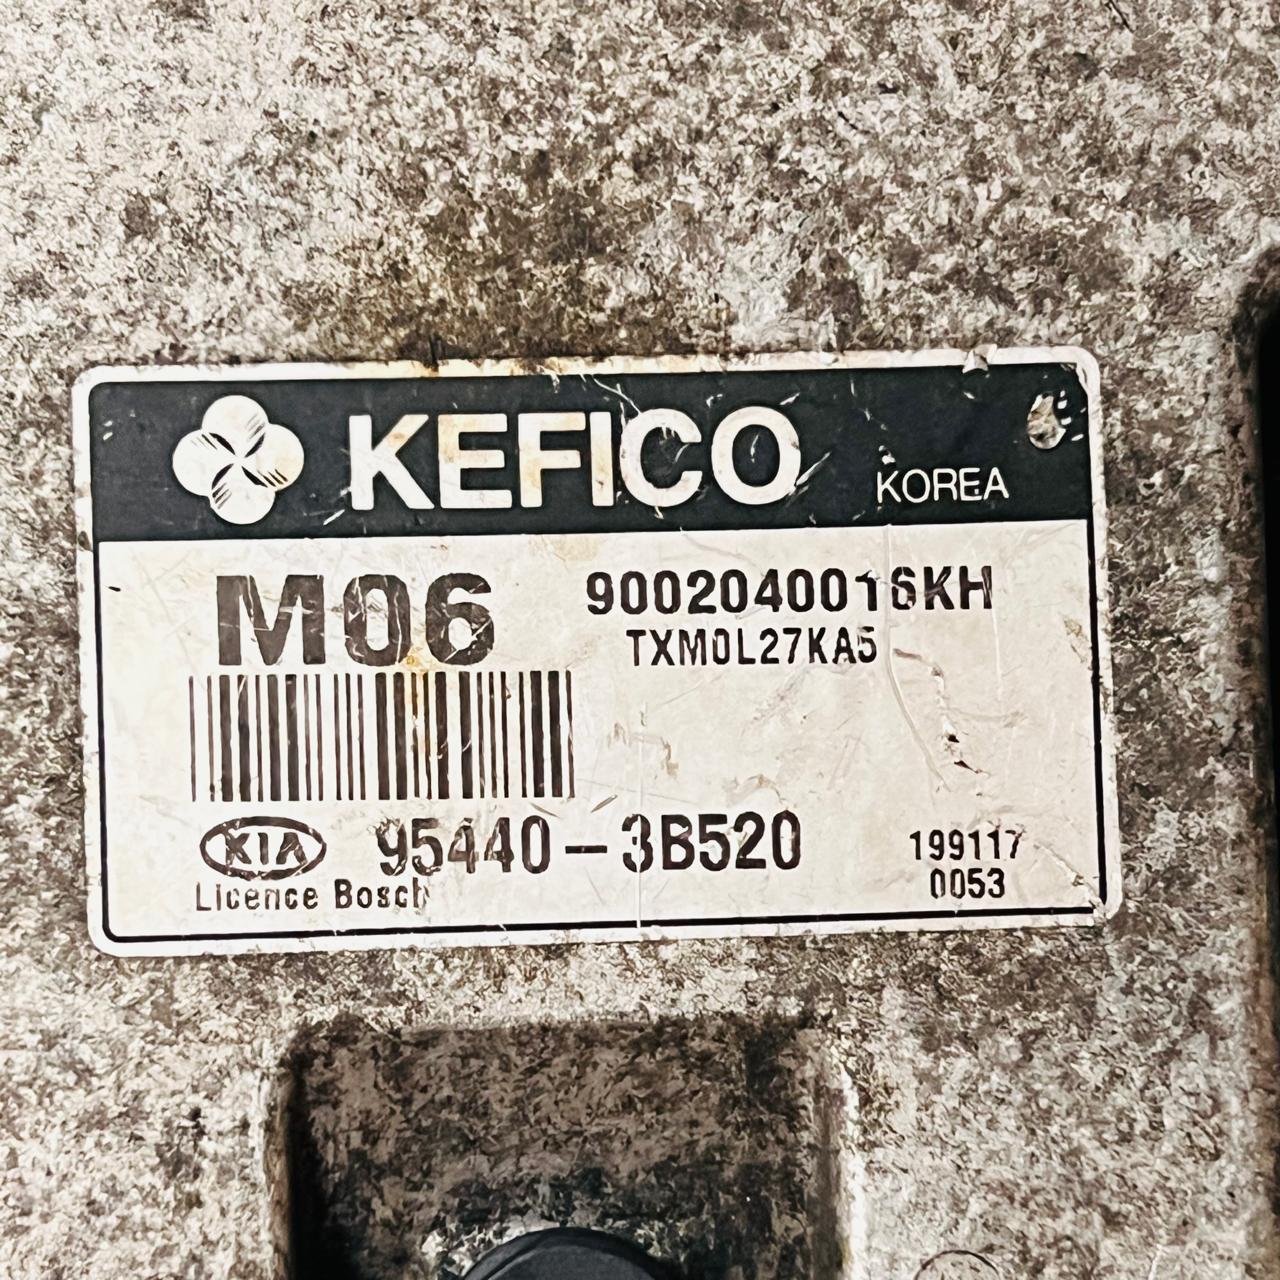 KEFICO KOREA
M06 9002040016KH
TXM0L27KA5
KIA 95440-3B520 199117
Licence Bosch 0053